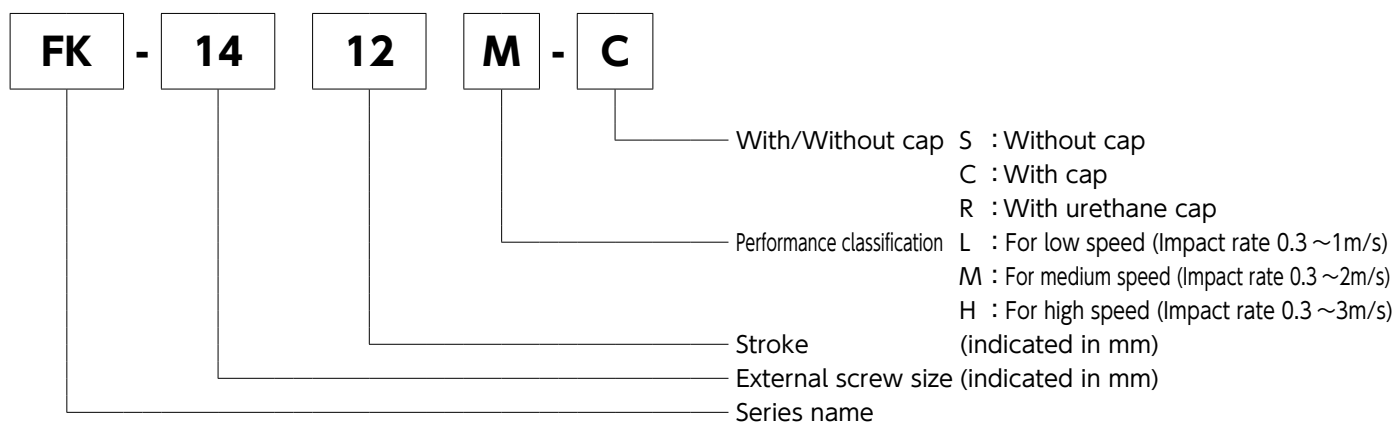 FK - 14 12 M - C
With/Without cap S : Without cap
C : With cap
R : With urethane cap
Performance classification L : For low speed (Impact rate 0.3～1m/s)
M : For medium speed (Impact rate 0.3～2m/s)
H : For high speed (Impact rate 0.3～3m/s)
Stroke (indicated in mm)
External screw size (indicated in mm)
Series name